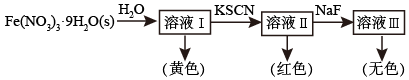 Fe(NO₃)₃·9H₂O(s) H₂O 溶液Ⅰ KSCN 溶液Ⅱ NaF 溶液Ⅲ
(黄色) (红色) (无色)